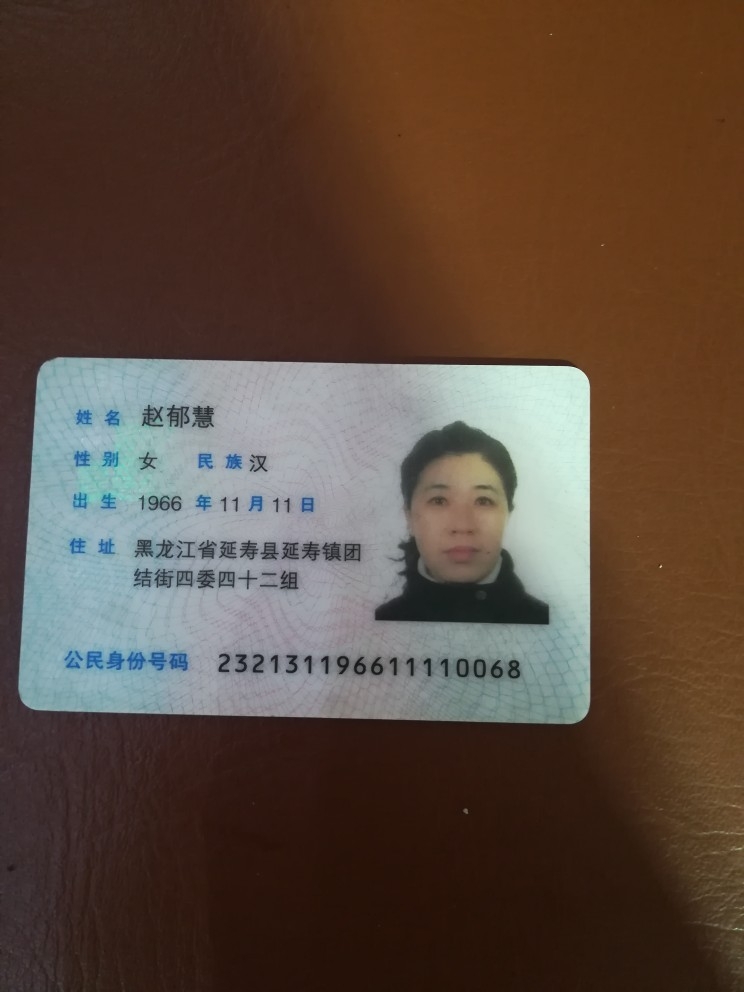 姓名 赵郁慧
性别 女 民族 汉
出生 1966 年 11 月 11 日
住址 黑龙江省延寿县延寿镇团
结街四委四十二组
公民身份号码 232131196611110068